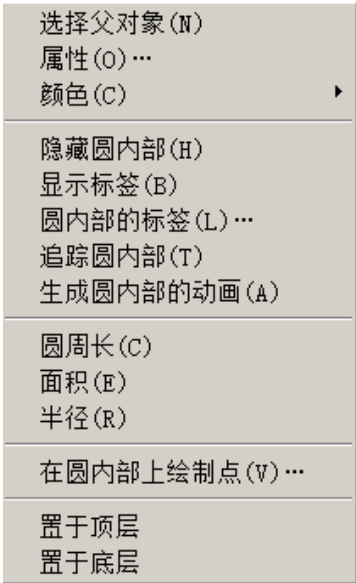 选择父对象(N)
属性(O)…
颜色(C)
隐藏圆内部(H)
显示标签(B)
圆内部的标签(L)…
追踪圆内部(T)
生成圆内部的动画(A)
圆周长(C)
面积(E)
半径(R)
在圆内部上绘制点(V)…
置于顶层
置于底层